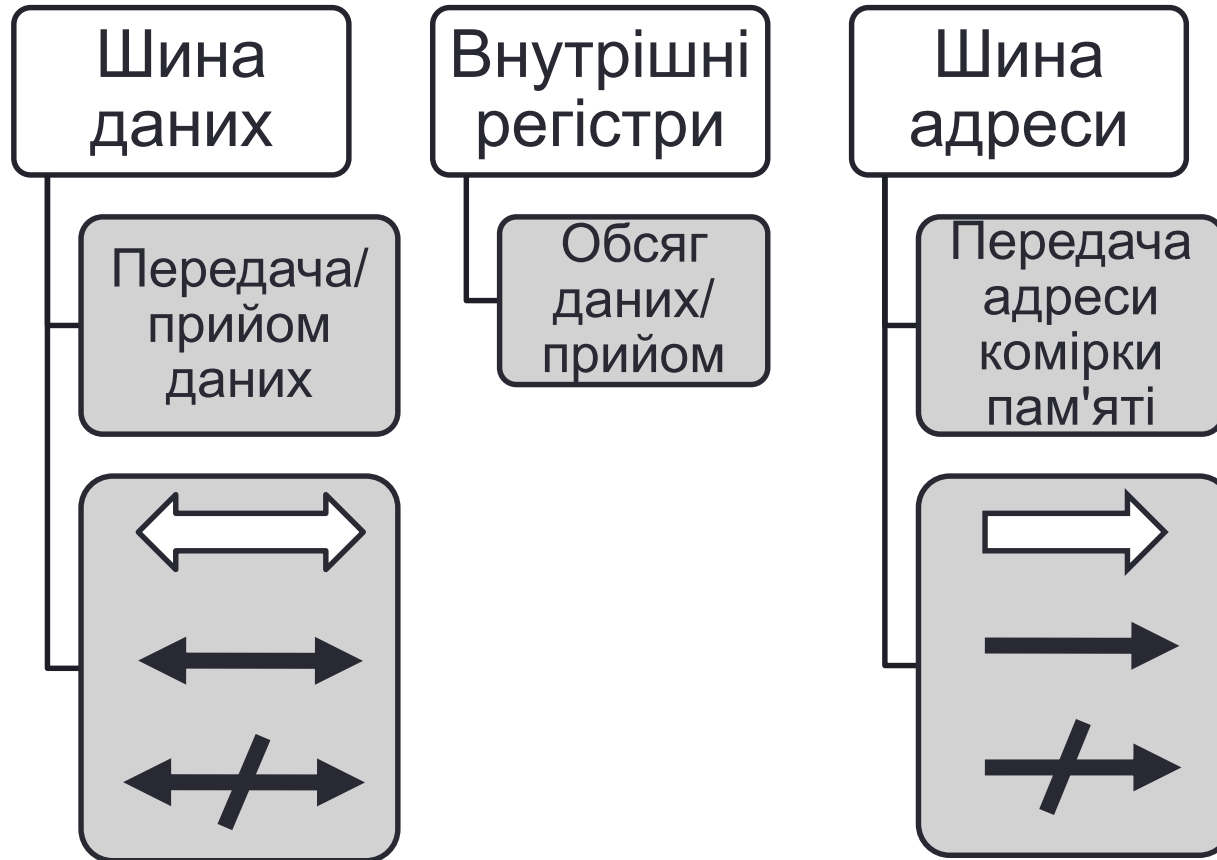 Шина
даних
Передача/
прийом
даних
Внутрішні
регістри
Обсяг
даних/
прийом
Шина
адреси
Передача
адреси
комірки
пам'яті